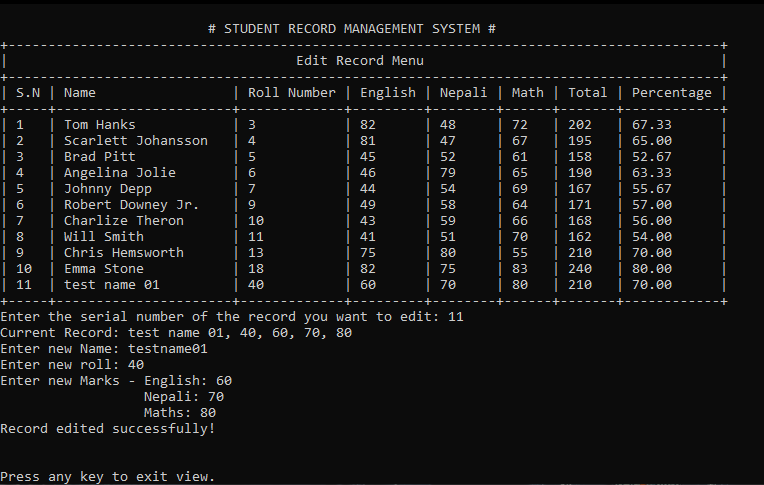 # STUDENT RECORD MANAGEMENT SYSTEM #
+-----------------------------------------------------------------------------------------+
|                                    Edit Record Menu                                     |
+-----------------------------------------------------------------------------------------+
| S.N | Name                 | Roll Number | English | Nepali | Math | Total | Percentage |
+-----+----------------------+-------------+---------+--------+------+-------+------------+
| 1   | Tom Hanks            | 3           | 82      | 48     | 72   | 202   | 67.33      |
| 2   | Scarlett Johansson   | 4           | 81      | 47     | 67   | 195   | 65.00      |
| 3   | Brad Pitt            | 5           | 45      | 52     | 61   | 158   | 52.67      |
| 4   | Angelina Jolie       | 6           | 46      | 79     | 65   | 190   | 63.33      |
| 5   | Johnny Depp          | 7           | 44      | 54     | 69   | 167   | 55.67      |
| 6   | Robert Downey Jr.    | 9           | 49      | 58     | 64   | 171   | 57.00      |
| 7   | Charlize Theron      | 10          | 43      | 59     | 66   | 168   | 56.00      |
| 8   | Will Smith           | 11          | 41      | 51     | 70   | 162   | 54.00      |
| 9   | Chris Hemsworth      | 13          | 75      | 80     | 55   | 210   | 70.00      |
| 10  | Emma Stone           | 18          | 82      | 75     | 83   | 240   | 80.00      |
| 11  | test name 01         | 40          | 60      | 70     | 80   | 210   | 70.00      |
+-----+----------------------+-------------+---------+--------+------+-------+------------+
Enter the serial number of the record you want to edit: 11
Current Record: test name 01, 40, 60, 70, 80
Enter new Name: testname01
Enter new roll: 40
Enter new Marks - English: 60
                  Nepali: 70
                  Maths: 80
Record edited successfully!
Press any key to exit view.